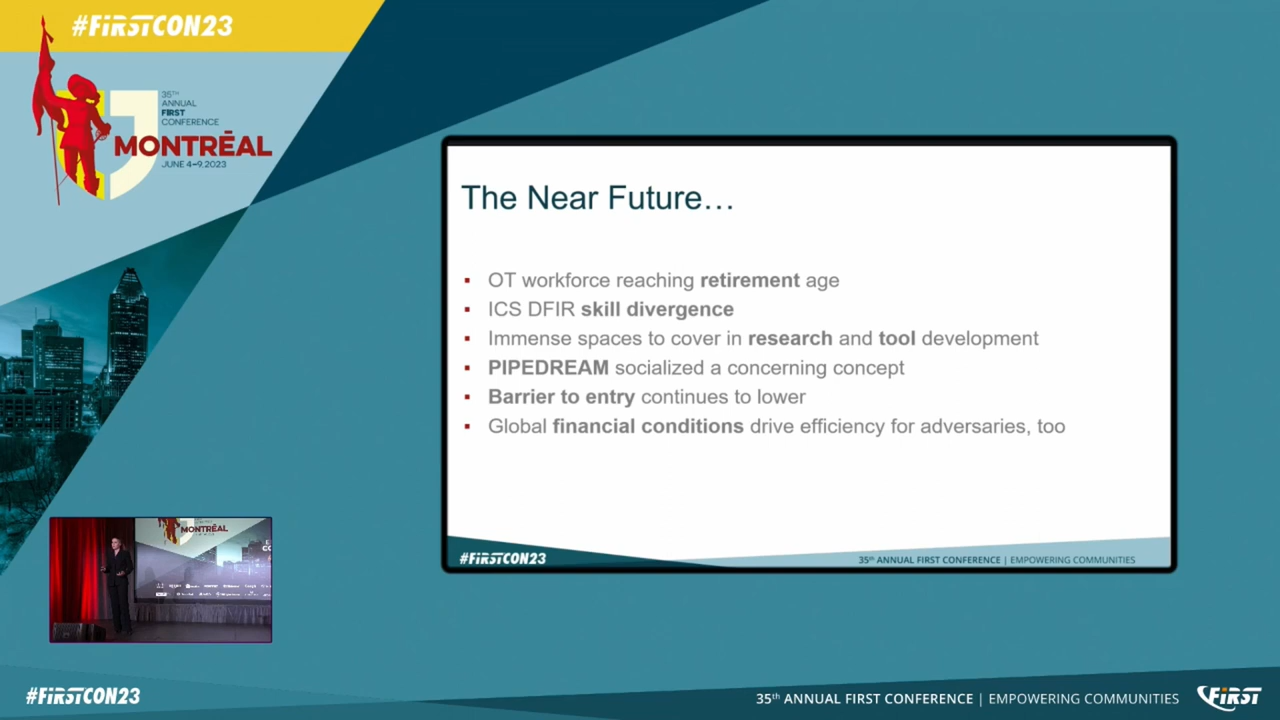 #FIRSTCON23
35TH
ANNUAL
FIRST
CONFERENCE
MONTRĒAL
JUNE 4–9, 2023
The Near Future…
▪ OT workforce reaching retirement age
▪ ICS DFIR skill divergence
▪ Immense spaces to cover in research and tool development
▪ PIPEDREAM socialized a concerning concept
▪ Barrier to entry continues to lower
▪ Global financial conditions drive efficiency for adversaries, too
#FIRSTCON23
35th ANNUAL FIRST CONFERENCE | EMPOWERING COMMUNITIES
MONTRĒAL
#FIRSTCON23
35th ANNUAL FIRST CONFERENCE | EMPOWERING COMMUNITIES
FIRST